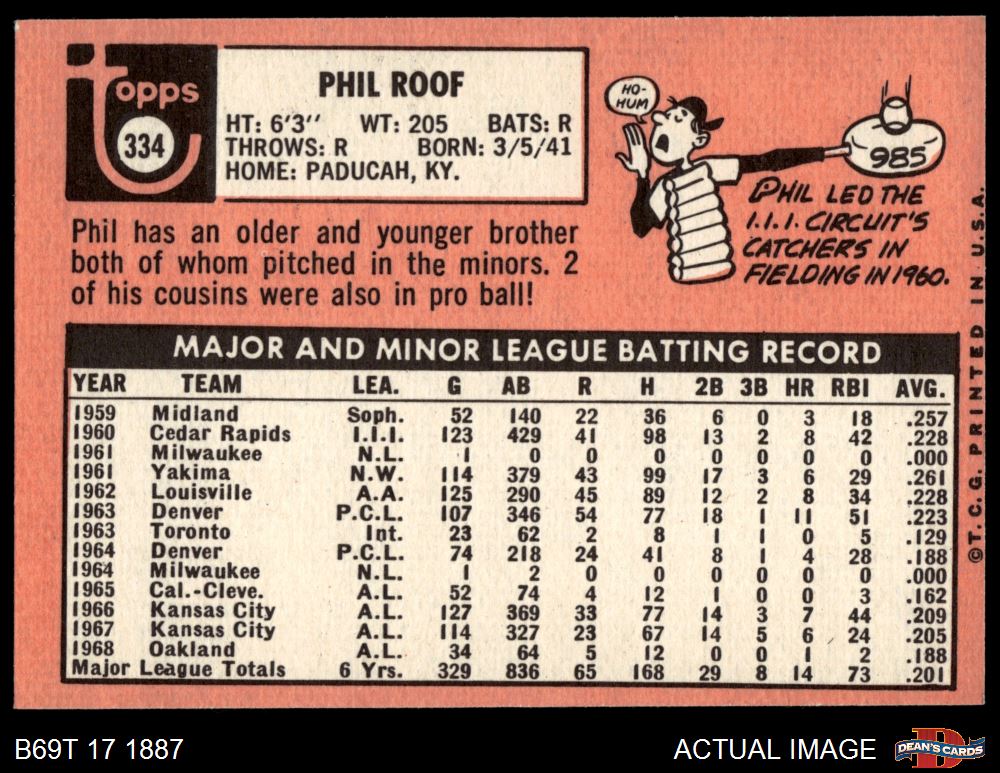 Topps
334
PHIL ROOF
HT: 6'3'' WT: 205 BATS: R
THROWS: R BORN: 3/5/41
HOME: PADUCAH, KY.
HO-
HUM
985
PHIL LED THE
I.I.I. CIRCUIT'S
CATCHERS IN
FIELDING IN 1960.
Phil has an older and younger brother
both of whom pitched in the minors. 2
of his cousins were also in pro ball!
MAJOR AND MINOR LEAGUE BATTING RECORD
YEAR TEAM LEA. G AB R H 2B 3B HR RBI AVG.
1959 Midland Soph. 52 140 22 36 6 0 3 18 .257
1960 Cedar Rapids I.I.I. 123 429 41 98 13 2 8 42 .228
1961 Milwaukee N.L. 1 0 0 0 0 0 0 0 .000
1961 Yakima N.W. 114 379 43 99 17 3 6 29 .261
1962 Louisville A.A. 125 290 45 89 12 2 8 34 .228
1963 Denver P.C.L. 107 346 54 77 18 1 11 51 .223
1963 Toronto Int. 23 62 2 8 1 1 0 5 .129
1964 Denver P.C.L. 74 218 24 41 8 1 4 28 .188
1964 Milwaukee N.L. 1 2 0 0 0 0 0 0 .000
1965 Cal.-Cleve. A.L. 52 74 4 12 1 0 0 3 .162
1966 Kansas City A.L. 127 369 33 77 14 3 7 44 .209
1967 Kansas City A.L. 114 327 23 67 14 5 6 24 .205
1968 Oakland A.L. 34 64 5 12 0 0 1 2 .188
Major League Totals 6 Yrs. 329 836 65 168 29 8 14 73 .201
©T.C.G. PRINTED IN U.S.A.
B69T 17 1887
ACTUAL IMAGE
D
DEAN'S CARDS